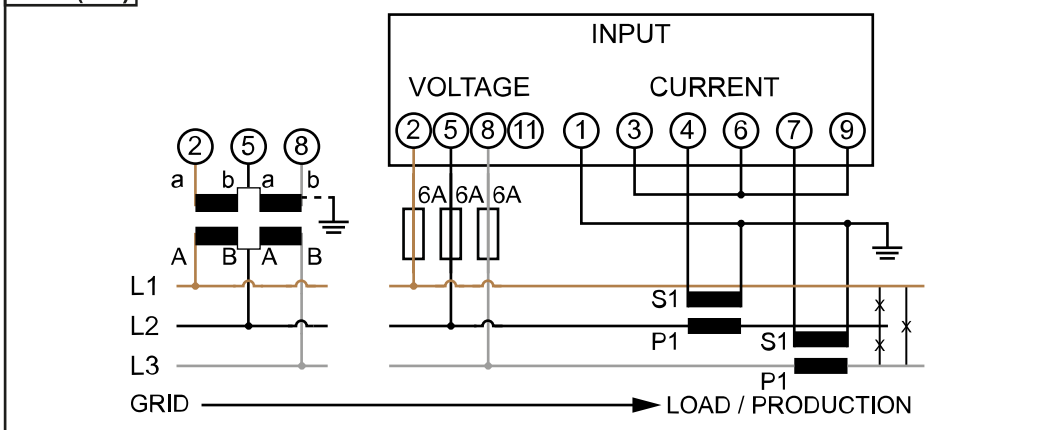 INPUT
VOLTAGE CURRENT
2 5 8 11 1 3 4 6 7 9
2 5 8
a b a b
6A 6A 6A
A B A B
L1
S1
L2
P1 S1
L3
P1
GRID LOAD / PRODUCTION